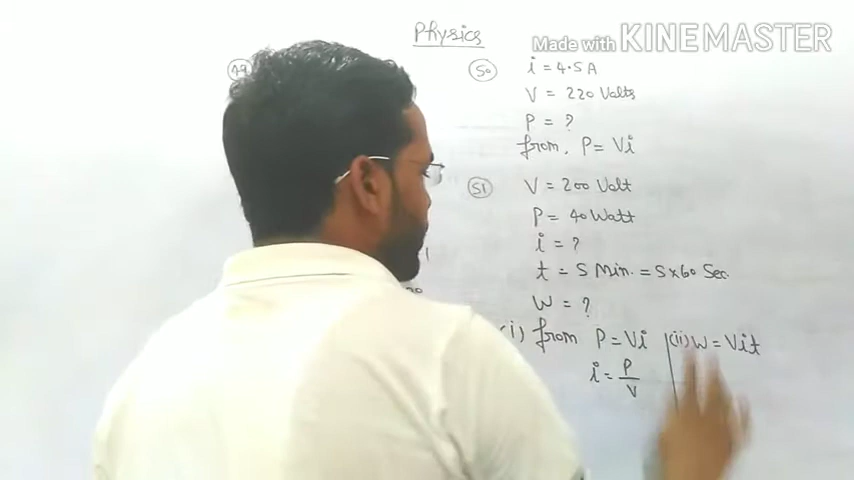 Physics
Made with KINEMASTER
49
50 i = 4.5 A
V = 220 Volts
P = ?
from, P = Vi
51 V = 200 Volt
P = 40 Watt
i = ?
t = 5 Min. = 5x60 Sec.
W = ?
(i) from P = Vi (ii) W = Vit
i = P/V